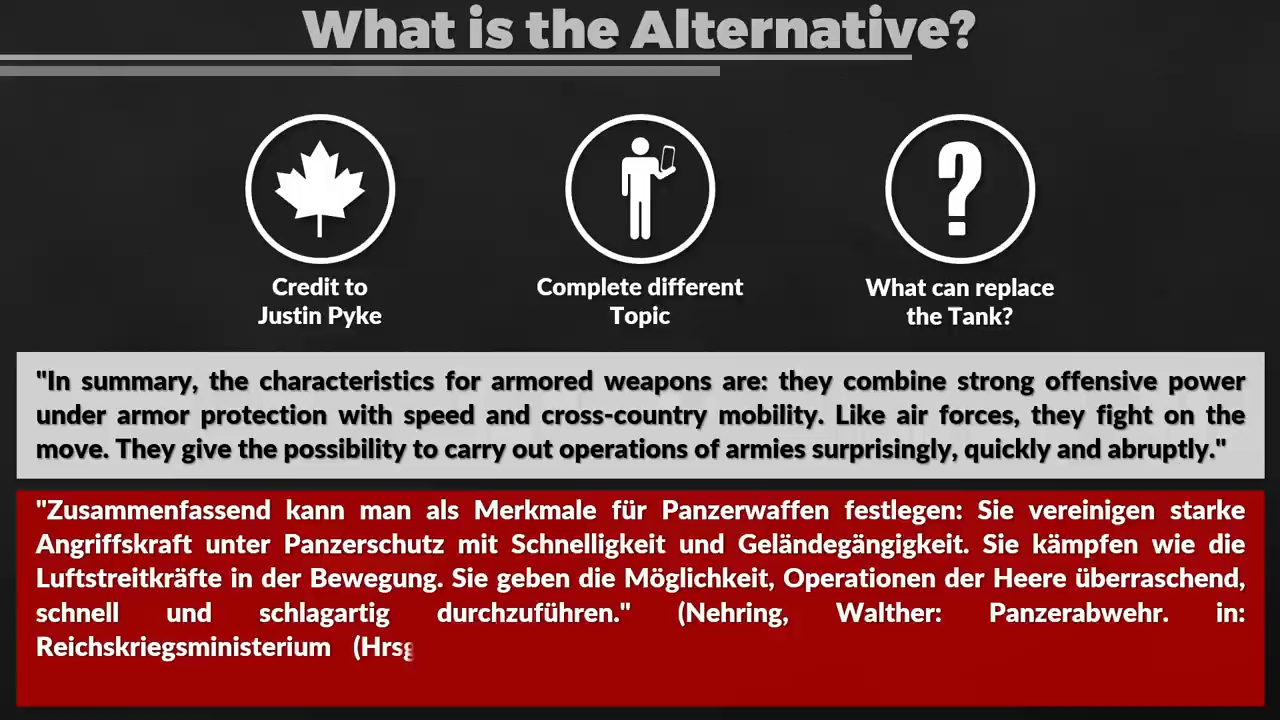 What is the Alternative?
Credit to
Justin Pyke
Complete different
Topic
What can replace
the Tank?
"In summary, the characteristics for armored weapons are: they combine strong offensive power
under armor protection with speed and cross-country mobility. Like air forces, they fight on the
move. They give the possibility to carry out operations of armies surprisingly, quickly and abruptly."
"Zusammenfassend kann man als Merkmale für Panzerwaffen festlegen: Sie vereinigen starke
Angriffskraft unter Panzerschutz mit Schnelligkeit und Geländegängigkeit. Sie kämpfen wie die
Luftstreitkräfte in der Bewegung. Sie geben die Möglichkeit, Operationen der Heere überraschend,
schnell und schlagartig durchzuführen." (Nehring, Walther: Panzerabwehr. in:
Reichskriegsministerium (Hrsg